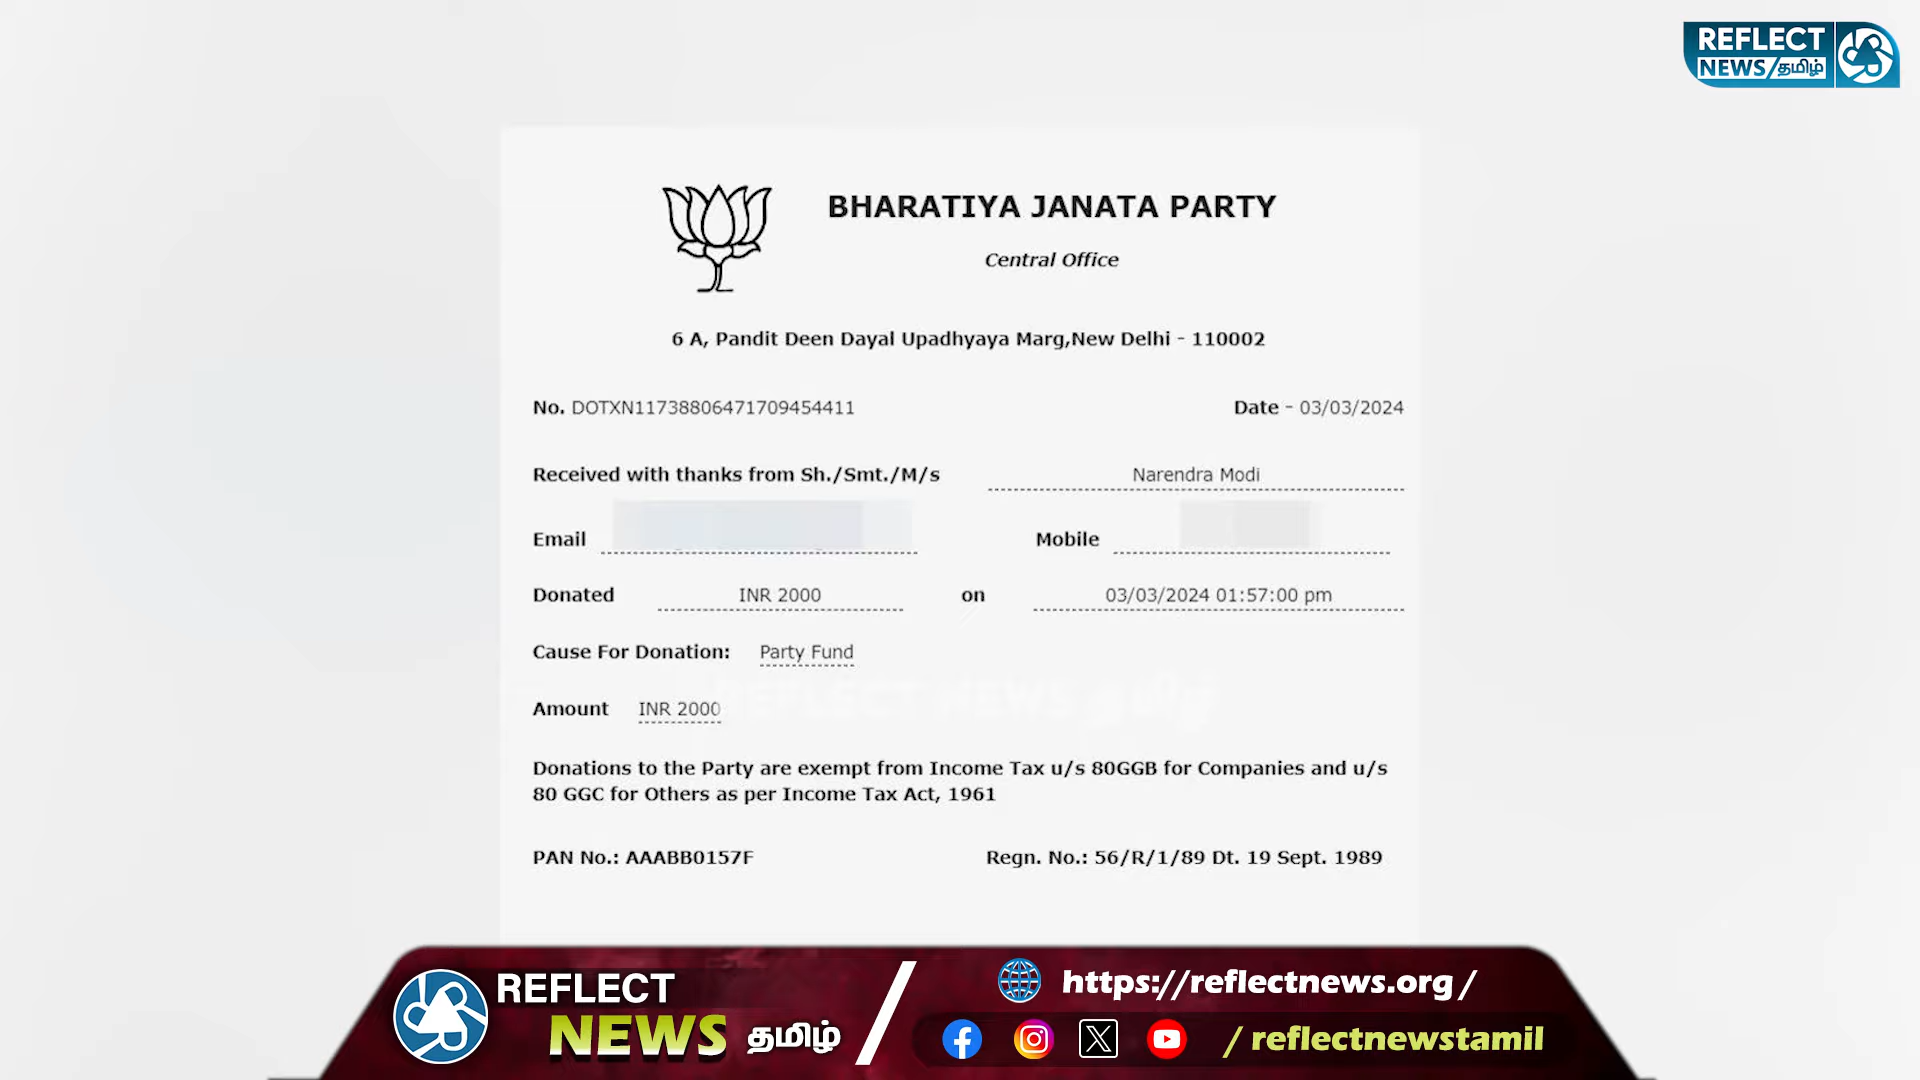 REFLECT
NEWS/தமிழ்
BHARATIYA JANATA PARTY
Central Office
6 A, Pandit Deen Dayal Upadhyaya Marg,New Delhi - 110002
No. DOTXN11738806471709454411 Date - 03/03/2024
Received with thanks from Sh./Smt./M/s Narendra Modi
Email Mobile
Donated INR 2000 on 03/03/2024 01:57:00 pm
Cause For Donation: Party Fund
REFLECT NEWS தமிழ்
Amount INR 2000
Donations to the Party are exempt from Income Tax u/s 80GGB for Companies and u/s
80 GGC for Others as per Income Tax Act, 1961
PAN No.: AAABB0157F Regn. No.: 56/R/1/89 Dt. 19 Sept. 1989
REFLECT
NEWS தமிழ்
https://reflectnews.org/
/ reflectnewstamil